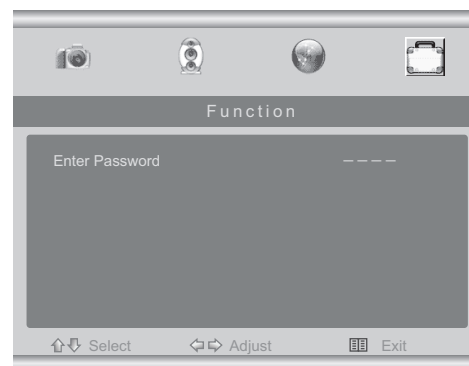 Function
Enter Password – – – –
Select Adjust Exit